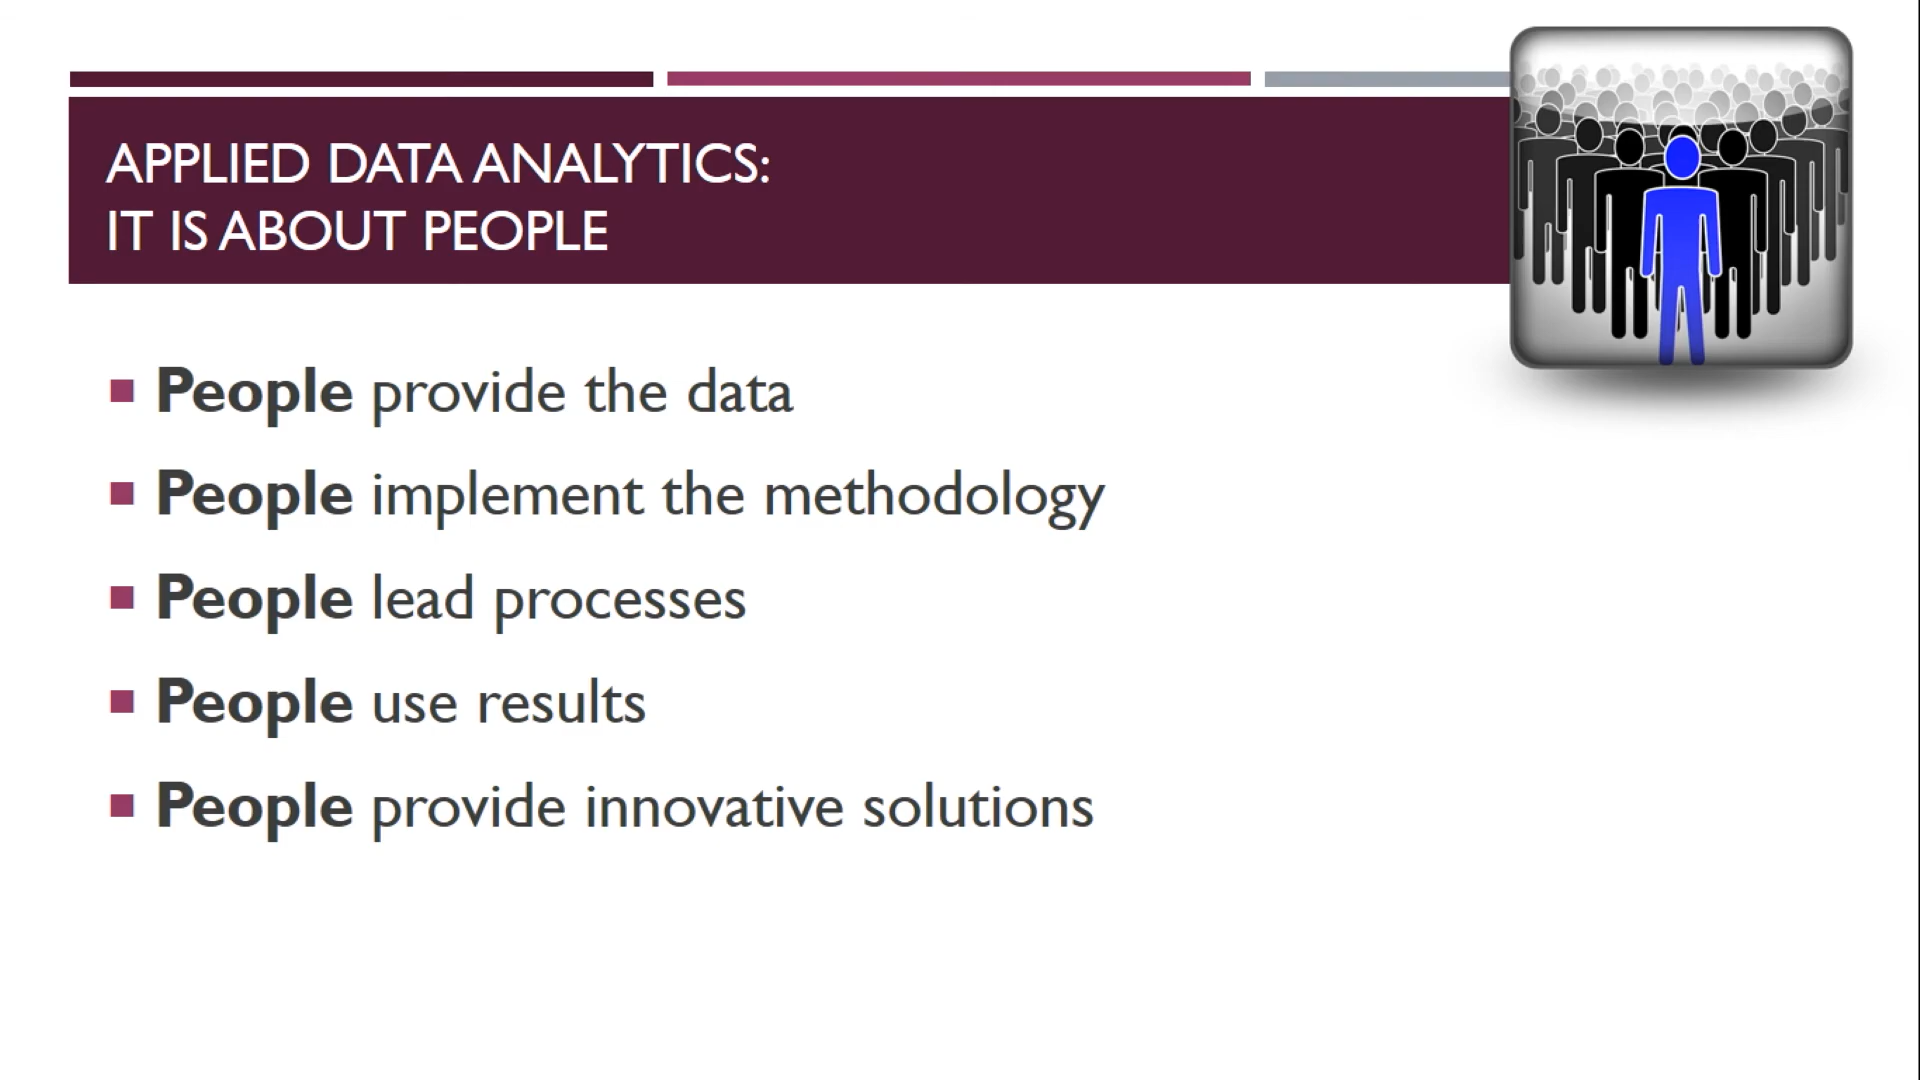 APPLIED DATA ANALYTICS:
IT IS ABOUT PEOPLE
People provide the data
People implement the methodology
People lead processes
People use results
People provide innovative solutions